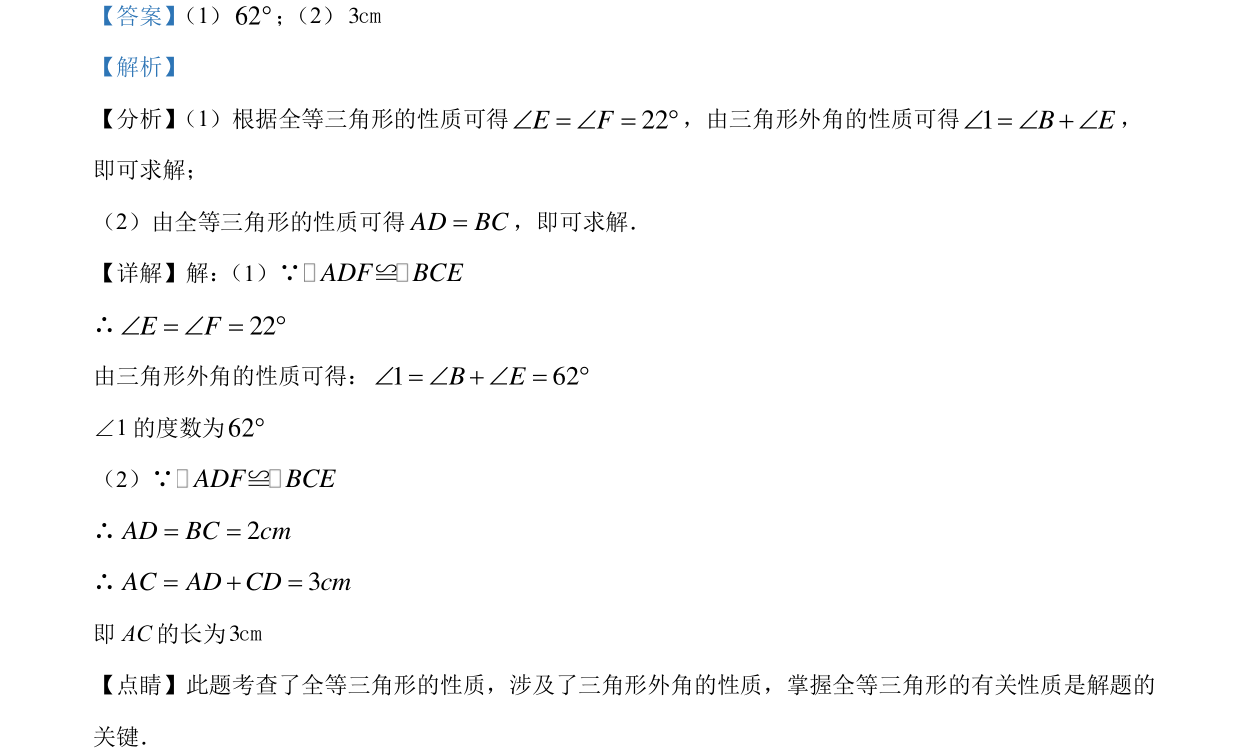 【答案】（1）62°；（2）3cm
【解析】
【分析】（1）根据全等三角形的性质可得∠E = ∠F = 22°，由三角形外角的性质可得∠1 = ∠B + ∠E，
即可求解；
（2）由全等三角形的性质可得 AD = BC，即可求解．
【详解】解：（1）∵□ADF≌□BCE
∴∠E = ∠F = 22°
由三角形外角的性质可得：∠1 = ∠B + ∠E = 62°
∠1 的度数为62°
（2）∵□ADF≌□BCE
∴ AD = BC = 2cm
∴ AC = AD + CD = 3cm
即 AC 的长为3cm
【点睛】此题考查了全等三角形的性质，涉及了三角形外角的性质，掌握全等三角形的有关性质是解题的
关键．